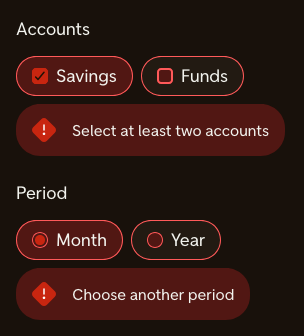 Accounts
Savings Funds
Select at least two accounts
Period
Month Year
Choose another period